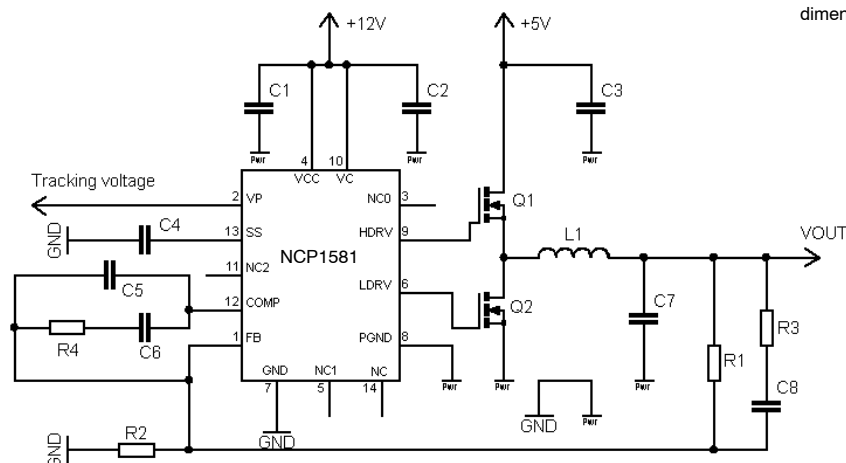 dimen
+12V
+5V
C1
C2
C3
Pwr
Pwr
Pwr
4
10
VCC
VC
Tracking voltage
2
VP
NC0
3
Q1
C4
GND
13
SS
HDRV
9
NCP1581
L1
VOUT
11
NC2
C5
LDRV
6
Q2
12
COMP
C7
R3
R4
C6
1
FB
PGND
8
R1
GND
NC1
NC
7
5
14
Pwr
Pwr
Pwr
C8
GND
GND
Pwr
R2
GND